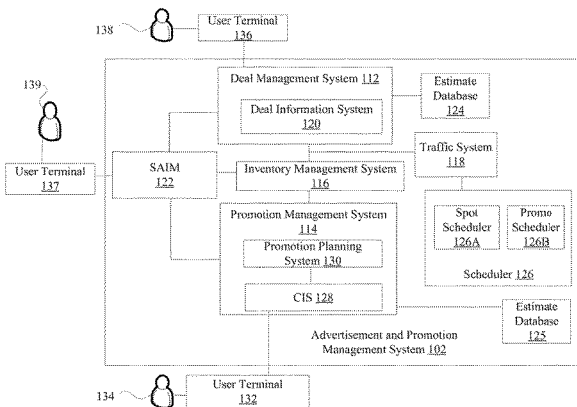 138
User Terminal
136
139
Deal Management System 112
Deal Information System
120
Estimate
Database
124
Traffic System
118
User Terminal
137
SAIM
122
Inventory Management System
116
Promotion Management System
114
Promotion Planning
System 130
CIS 128
Spot
Scheduler
126A
Promo
Scheduler
126B
Scheduler 126
Estimate
Database
125
Advertisement and Promotion
Management System 102
134
User Terminal
132